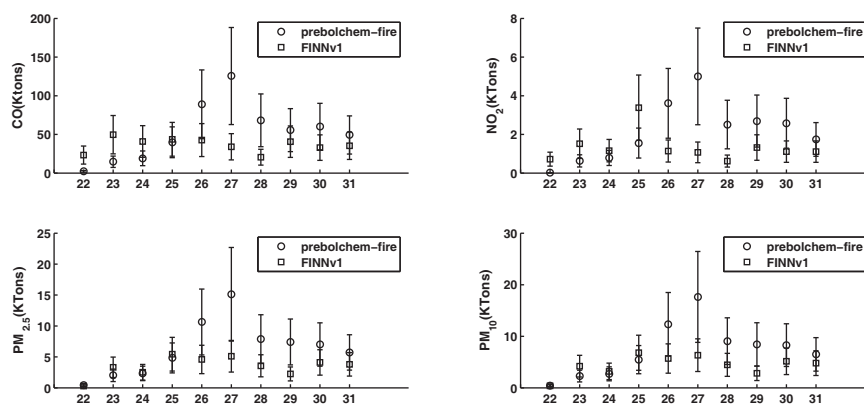 CO(Ktons)
200
150
100
50
0
22 23 24 25 26 27 28 29 30 31
prebolchem−fire
FINNv1
NO2(KTons)
8
6
4
2
0
22 23 24 25 26 27 28 29 30 31
prebolchem−fire
FINNv1
PM2.5(KTons)
25
20
15
10
5
0
22 23 24 25 26 27 28 29 30 31
prebolchem−fire
FINNv1
PM10(KTons)
30
20
10
0
22 23 24 25 26 27 28 29 30 31
prebolchem−fire
FINNv1